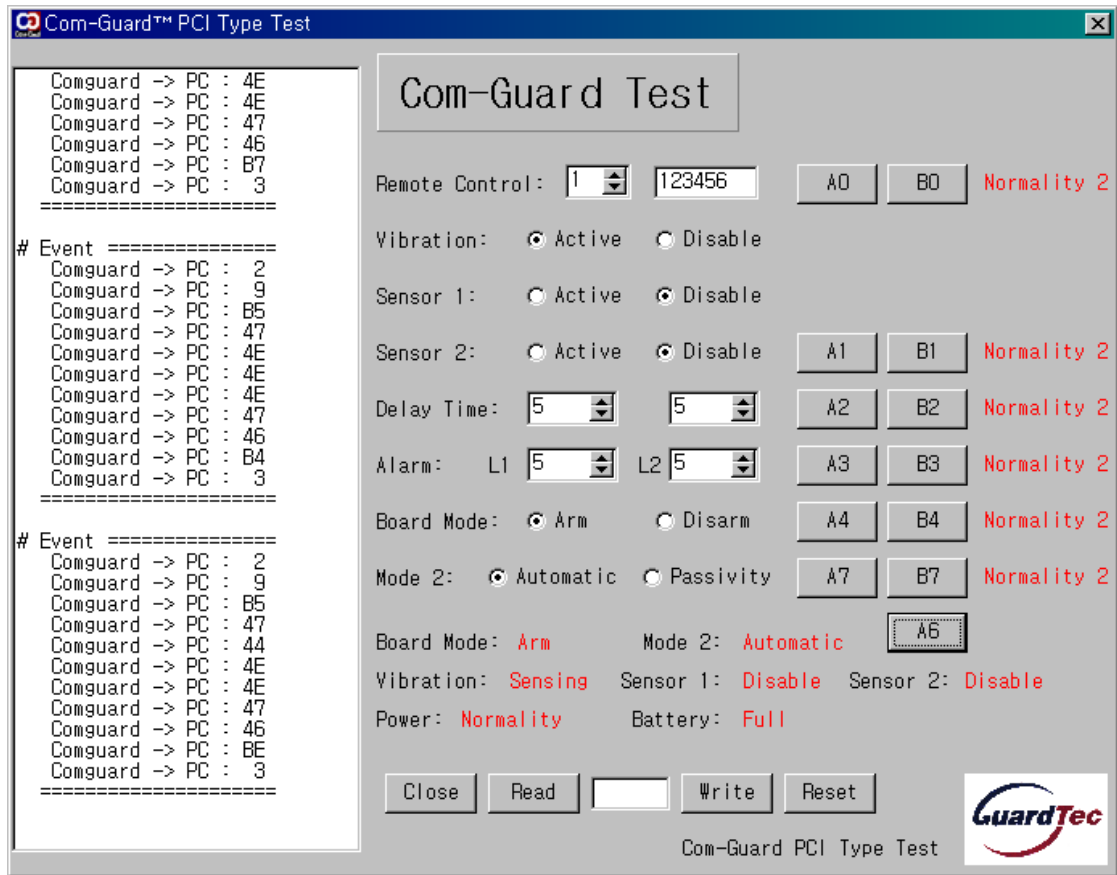 Com-Guard™ PCI Type Test
Comguard -> PC : 4E
Comguard -> PC : 4E
Comguard -> PC : 47
Comguard -> PC : 46
Comguard -> PC : B7
Comguard -> PC : 3
=====================
# Event ===============
Comguard -> PC : 2
Comguard -> PC : 9
Comguard -> PC : B5
Comguard -> PC : 47
Comguard -> PC : 4E
Comguard -> PC : 4E
Comguard -> PC : 4E
Comguard -> PC : 47
Comguard -> PC : 46
Comguard -> PC : B4
Comguard -> PC : 3
=====================
# Event ===============
Comguard -> PC : 2
Comguard -> PC : 9
Comguard -> PC : B5
Comguard -> PC : 47
Comguard -> PC : 44
Comguard -> PC : 4E
Comguard -> PC : 4E
Comguard -> PC : 47
Comguard -> PC : 46
Comguard -> PC : BE
Comguard -> PC : 3
=====================
Com-Guard Test
Remote Control: 1 123456 A0 B0 Normality 2
Vibration: Active Disable
Sensor 1: Active Disable
Sensor 2: Active Disable A1 B1 Normality 2
Delay Time: 5 5 A2 B2 Normality 2
Alarm: L1 5 L2 5 A3 B3 Normality 2
Board Mode: Arm Disarm A4 B4 Normality 2
Mode 2: Automatic Passivity A7 B7 Normality 2
A6
Board Mode: Arm Mode 2: Automatic
Vibration: Sensing Sensor 1: Disable Sensor 2: Disable
Power: Normality Battery: Full
Close Read Write Reset
GuardTec
Com-Guard PCI Type Test